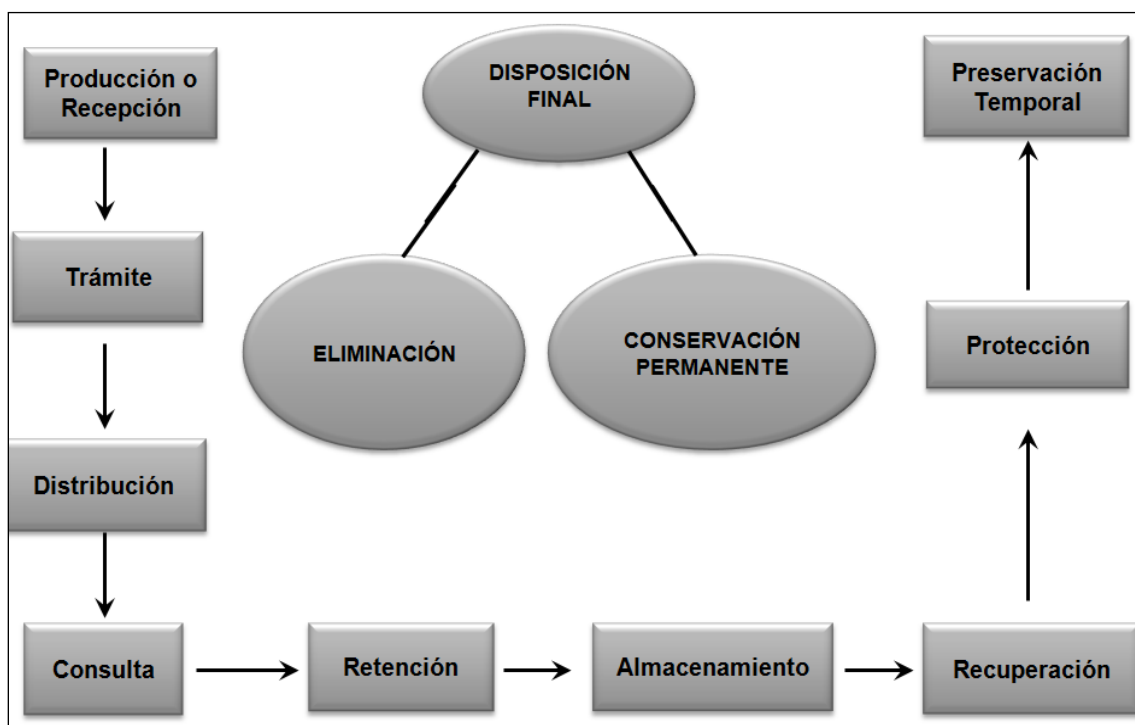 Producción o
Recepción
DISPOSICIÓN
FINAL
Preservación
Temporal
Trámite
ELIMINACIÓN
CONSERVACIÓN
PERMANENTE
Protección
Distribución
Consulta
Retención
Almacenamiento
Recuperación